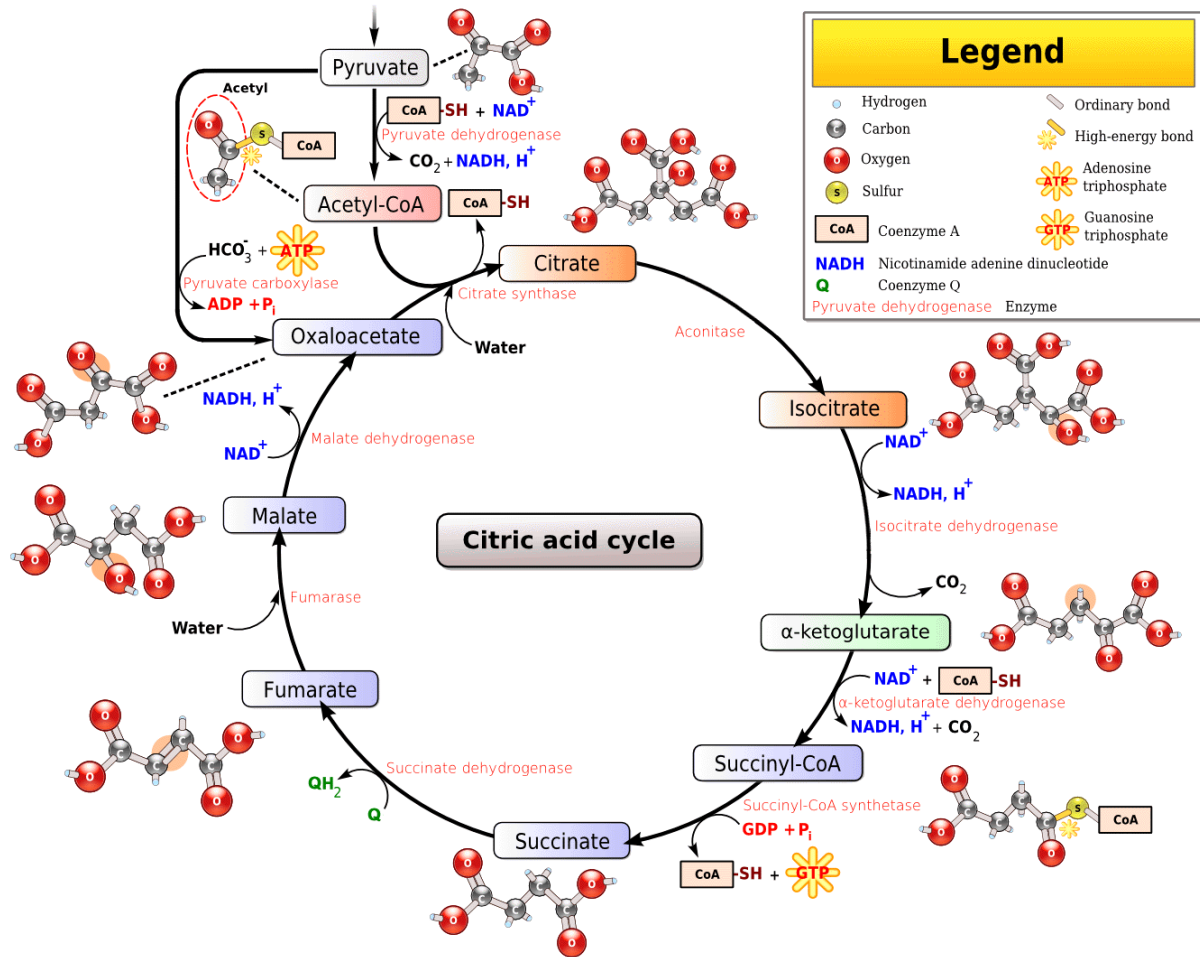 Legend
Hydrogen
Carbon
Oxygen
Sulfur
CoA Coenzyme A
NADH Nicotinamide adenine dinucleotide
Q Coenzyme Q
Pyruvate dehydrogenase Enzyme
Ordinary bond
High-energy bond
ATP Adenosine
triphosphate
GTP Guanosine
triphosphate
Pyruvate
Acetyl
S
CoA
CoA-SH + NAD⁺
Pyruvate dehydrogenase
CO₂ + NADH, H⁺
Acetyl-CoA
CoA-SH
HCO₃⁻ + ATP
Pyruvate carboxylase
ADP + Pᵢ
Citrate
Citrate synthase
Water
Oxaloacetate
Aconitase
Isocitrate
NAD⁺
NADH, H⁺
Isocitrate dehydrogenase
CO₂
α-ketoglutarate
NAD⁺ + CoA-SH
α-ketoglutarate dehydrogenase
NADH, H⁺ + CO₂
Succinyl-CoA
S
CoA
Succinyl-CoA synthetase
GDP + Pᵢ
CoA-SH + GTP
Succinate
Succinate dehydrogenase
QH₂
Q
Fumarate
Fumarase
Water
Malate
Malate dehydrogenase
NADH, H⁺
NAD⁺
Citric acid cycle